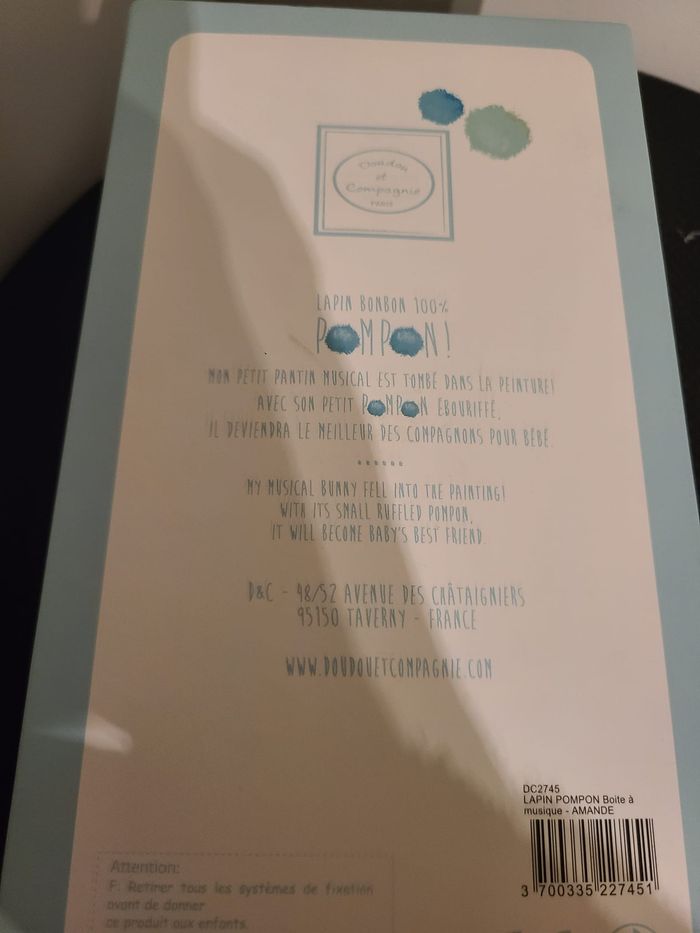 Doudou
et
Compagnie
PARIS
LAPIN BONBON 100%
POMPON!
MON PETIT PANTIN MUSICAL EST TOMBÉ DANS LA PEINTURE!
AVEC SON PETIT POMPON ÉBOURIFFÉ,
IL DEVIENDRA LE MEILLEUR DES COMPAGNONS POUR BÉBÉ.
MY MUSICAL BUNNY FELL INTO THE PAINTING!
WITH ITS SMALL RUFFLED POMPON,
IT WILL BECOME BABY'S BEST FRIEND.
D&C - 48/52 AVENUE DES CHÂTAIGNIERS
95150 TAVERNY - FRANCE
WWW.DOUDOUETCOMPAGNIE.COM
DC2745
LAPIN POMPON Boite à
musique - AMANDE
3 700335 227451
Attention:
F: Retirer tous les systèmes de fixation
avant de donner
ce produit aux enfants.